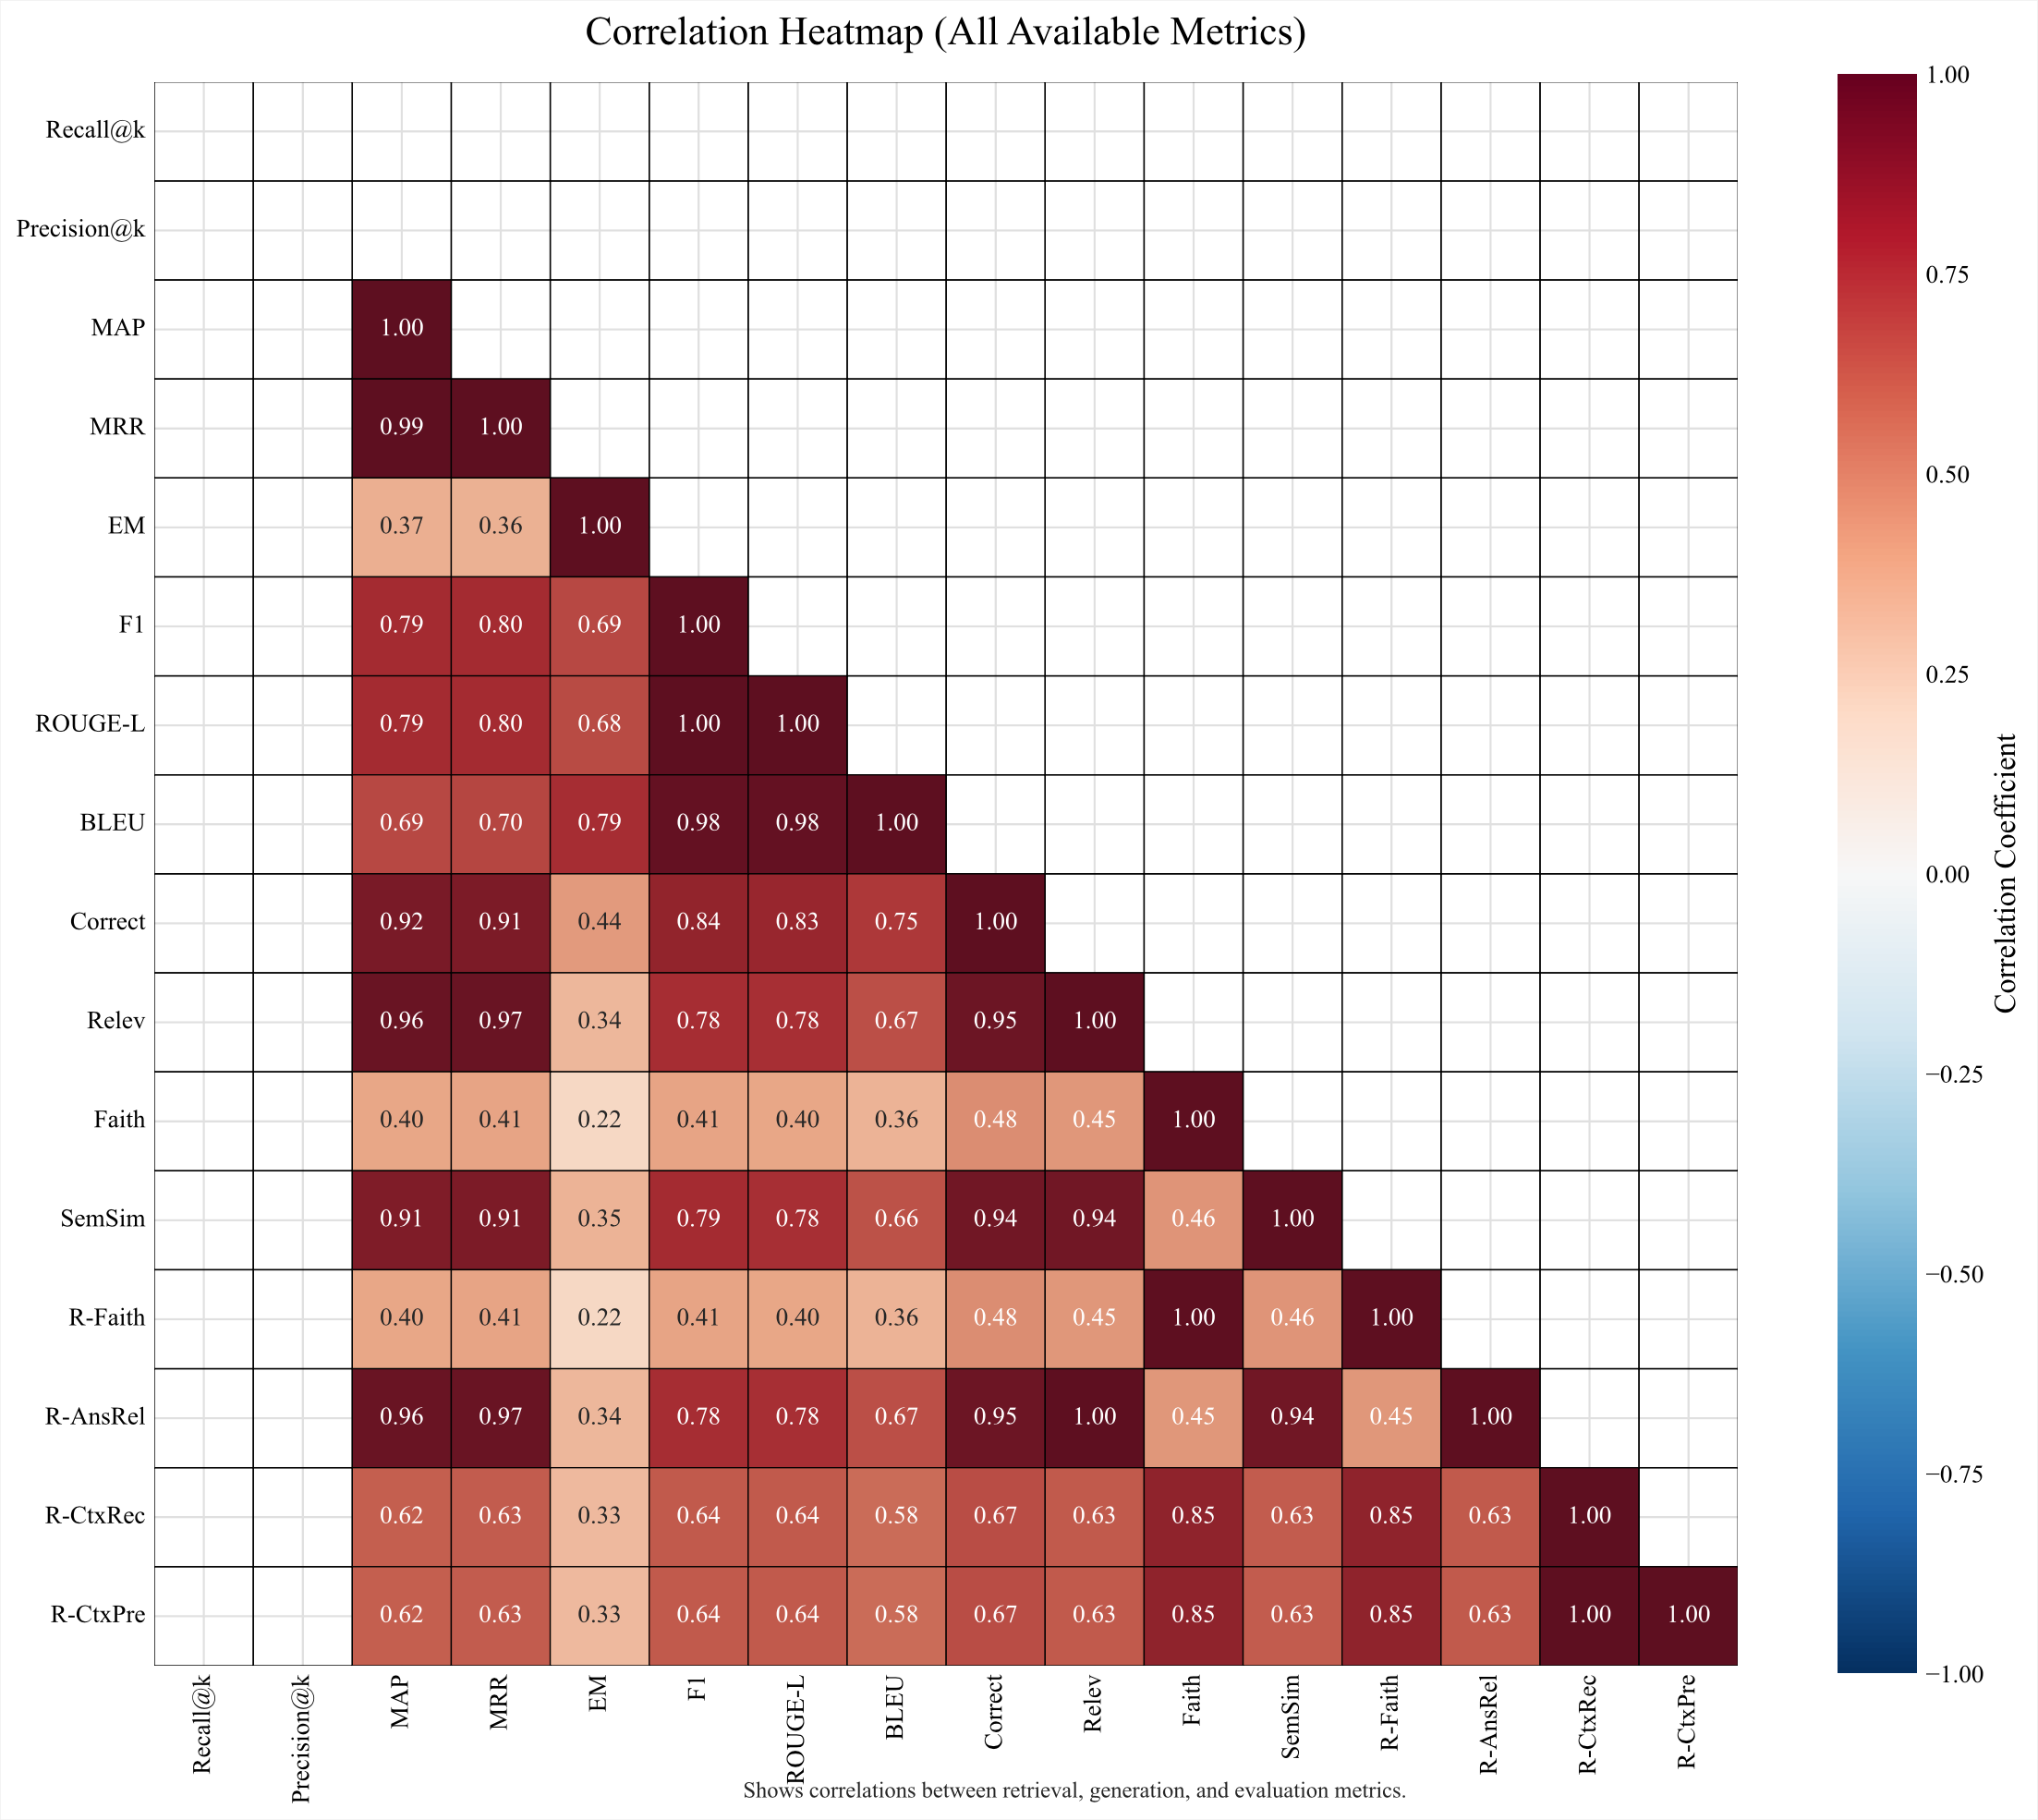 Correlation Heatmap (All Available Metrics)
Recall@k
Precision@k
MAP 1.00
MRR 0.99 1.00
EM 0.37 0.36 1.00
F1 0.79 0.80 0.69 1.00
ROUGE-L 0.79 0.80 0.68 1.00 1.00
BLEU 0.69 0.70 0.79 0.98 0.98 1.00
Correct 0.92 0.91 0.44 0.84 0.83 0.75 1.00
Relev 0.96 0.97 0.34 0.78 0.78 0.67 0.95 1.00
Faith 0.40 0.41 0.22 0.41 0.40 0.36 0.48 0.45 1.00
SemSim 0.91 0.91 0.35 0.79 0.78 0.66 0.94 0.94 0.46 1.00
R-Faith 0.40 0.41 0.22 0.41 0.40 0.36 0.48 0.45 1.00 0.46 1.00
R-AnsRel 0.96 0.97 0.34 0.78 0.78 0.67 0.95 1.00 0.45 0.94 0.45 1.00
R-CtxRec 0.62 0.63 0.33 0.64 0.64 0.58 0.67 0.63 0.85 0.63 0.85 0.63 1.00
R-CtxPre 0.62 0.63 0.33 0.64 0.64 0.58 0.67 0.63 0.85 0.63 0.85 0.63 1.00 1.00
Recall@k Precision@k MAP MRR EM F1 ROUGE-L BLEU Correct Relev Faith SemSim R-Faith R-AnsRel R-CtxRec R-CtxPre
Shows correlations between retrieval, generation, and evaluation metrics.
1.00
0.75
0.50
0.25
0.00
−0.25
−0.50
−0.75
−1.00
Correlation Coefficient